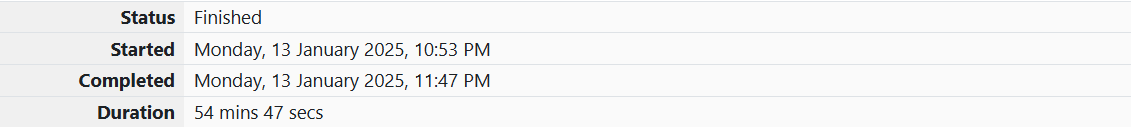 Status Finished
Started Monday, 13 January 2025, 10:53 PM
Completed Monday, 13 January 2025, 11:47 PM
Duration 54 mins 47 secs